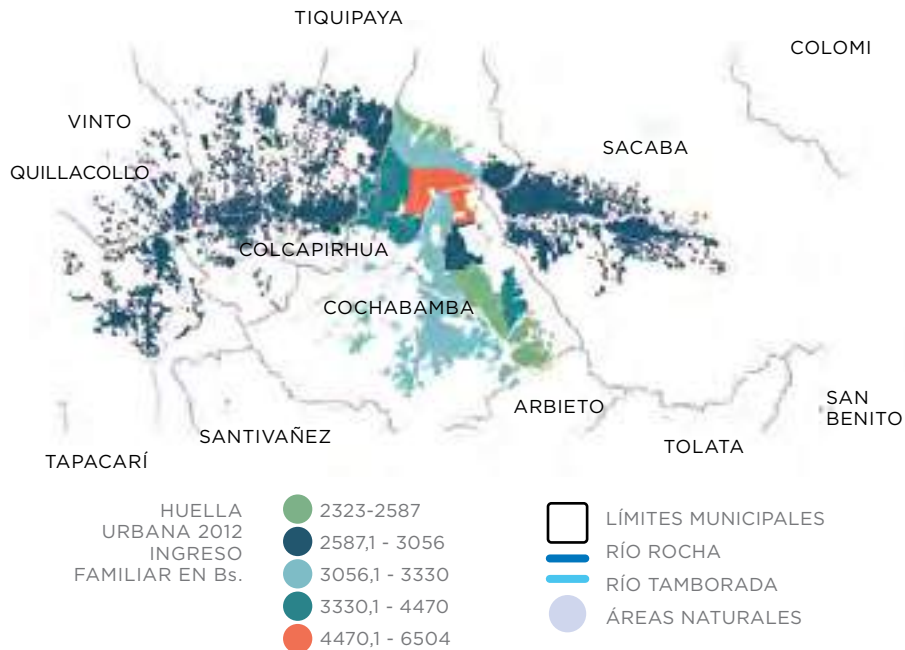 TIQUIPAYA
COLOMI
VINTO
SACABA
QUILLACOLLO
COLCAPIRHUA
COCHABAMBA
ARBIETO
SAN
BENITO
SANTIVAÑEZ
TOLATA
TAPACARÍ
HUELLA
URBANA 2012
INGRESO
FAMILIAR EN Bs.
2323-2587
2587,1 - 3056
3056,1 - 3330
3330,1 - 4470
4470,1 - 6504
LÍMITES MUNICIPALES
RÍO ROCHA
RÍO TAMBORADA
ÁREAS NATURALES